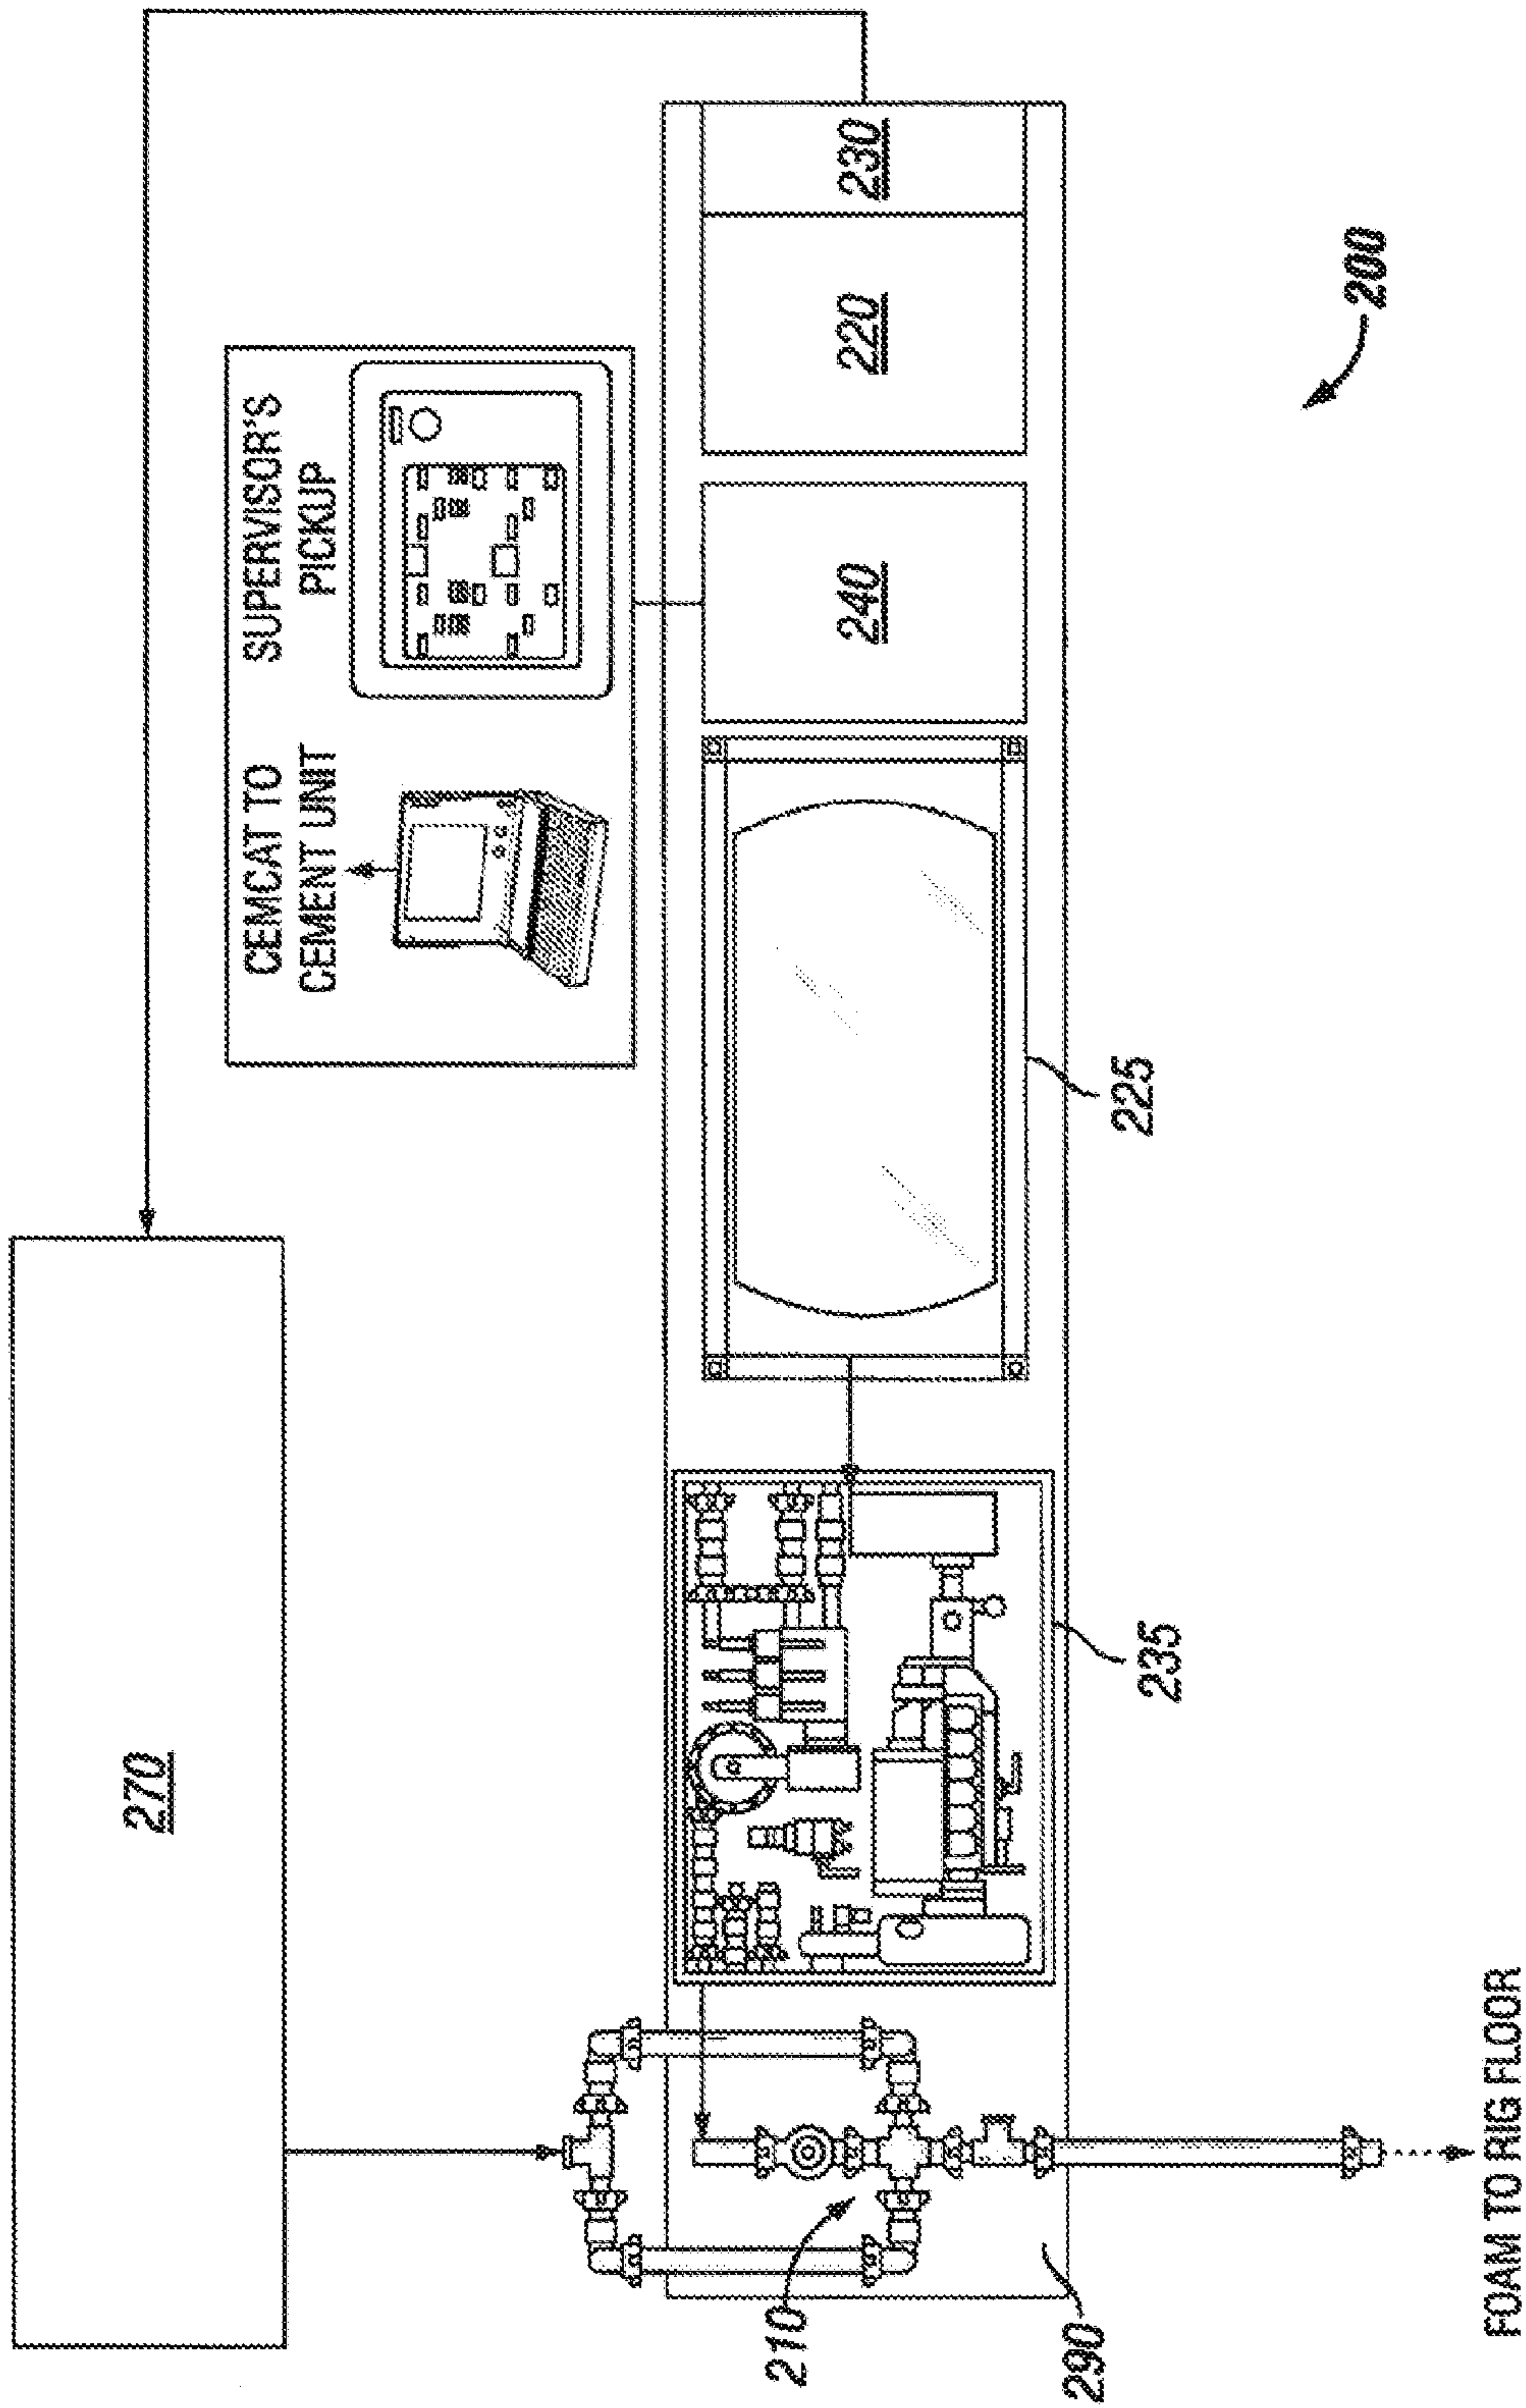 270
CEMCAT TO
CEMENT UNIT
SUPERVISOR'S
PICKUP
210
290
235
225
240
220
230
200
FOAM TO RIG FLOOR